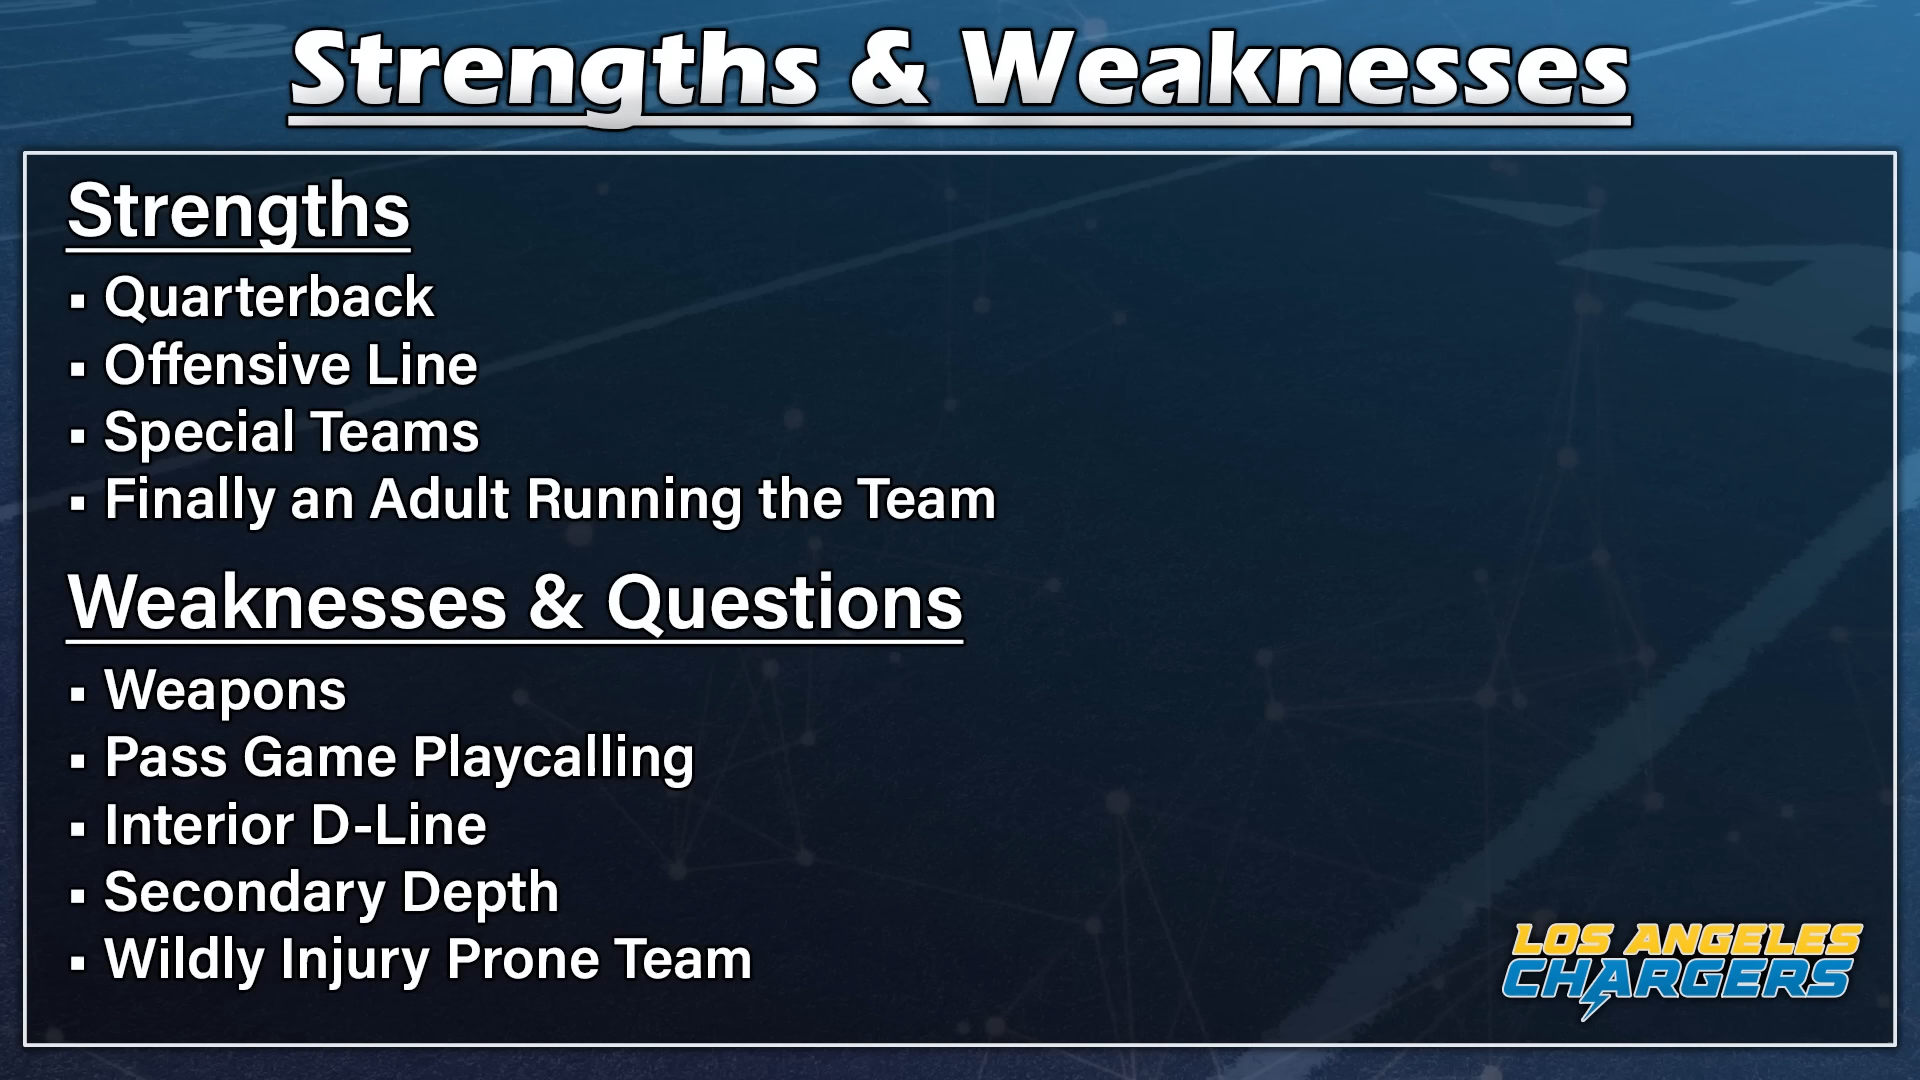 Strengths & Weaknesses
Strengths
▪ Quarterback
▪ Offensive Line
▪ Special Teams
▪ Finally an Adult Running the Team
Weaknesses & Questions
▪ Weapons
▪ Pass Game Playcalling
▪ Interior D-Line
▪ Secondary Depth
▪ Wildly Injury Prone Team
LOS ANGELES
CHARGERS